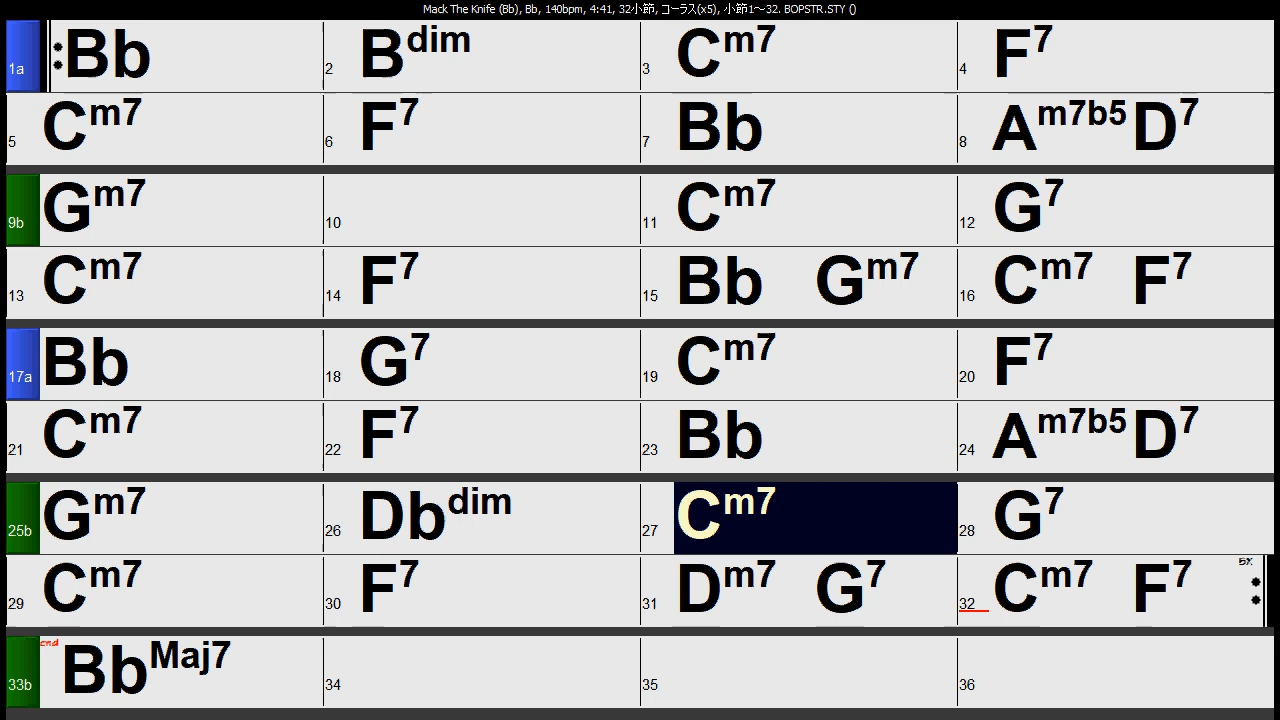 Mack The Knife (Bb), Bb, 140bpm, 4:41, 32小節, コーラス(x5), 小節1～32. BOPSTR.STY ()
1a Bb 2 Bdim 3 Cm7 4 F7
5 Cm7 6 F7 7 Bb 8 Am7b5 D7
9b Gm7 10 11 Cm7 12 G7
13 Cm7 14 F7 15 Bb Gm7 16 Cm7 F7
17a Bb 18 G7 19 Cm7 20 F7
21 Cm7 22 F7 23 Bb 24 Am7b5 D7
25b Gm7 26 Dbdim 27 Cm7 28 G7
5x
29 Cm7 30 F7 31 Dm7 G7 32 Cm7 F7
end
33b BbMaj7 34 35 36